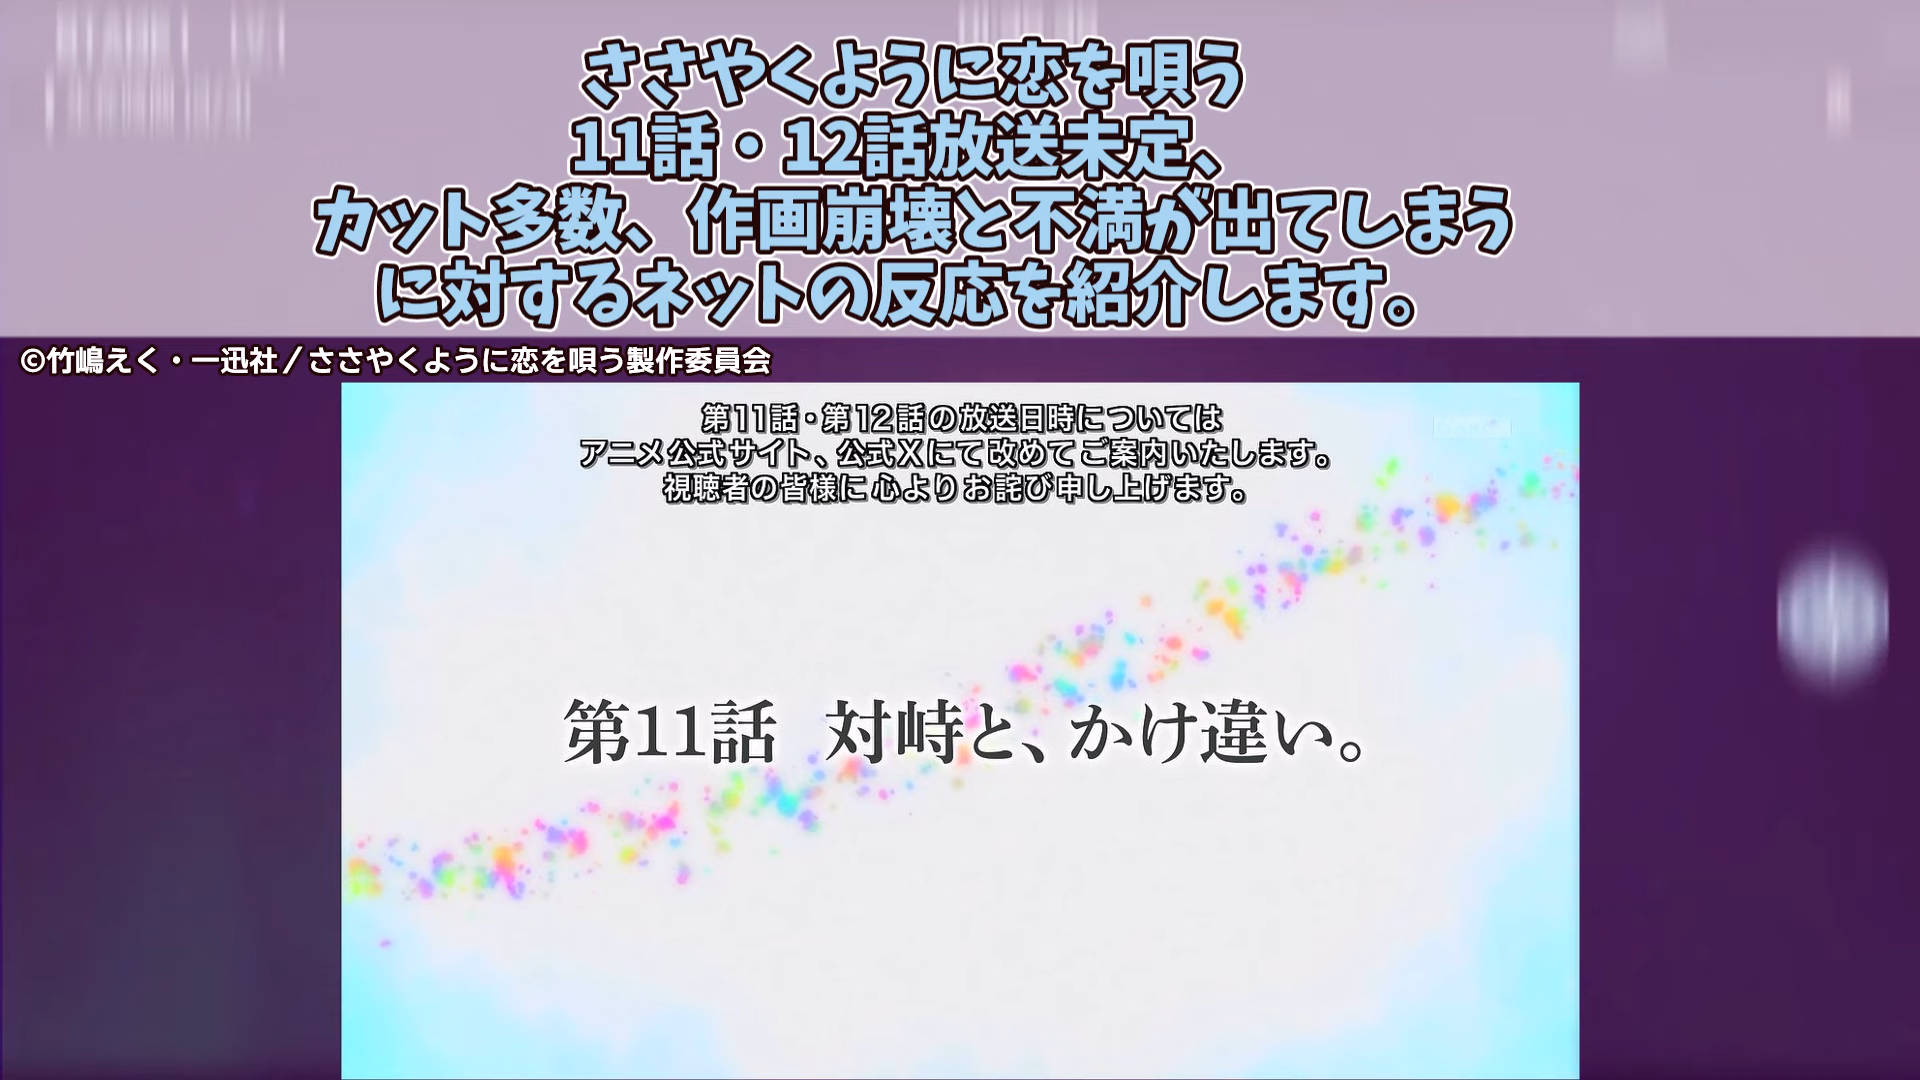 ささやくように恋を唄う
11話・12話放送未定、
カット多数、作画崩壊と不満が出てしまう
に対するネットの反応を紹介します。
©竹嶋えく・一迅社／ささやくように恋を唄う製作委員会
第11話・第12話の放送日時については
アニメ公式サイト、公式Xにて改めてご案内いたします。
視聴者の皆様に心よりお詫び申し上げます。
第11話 対峙と、かけ違い。